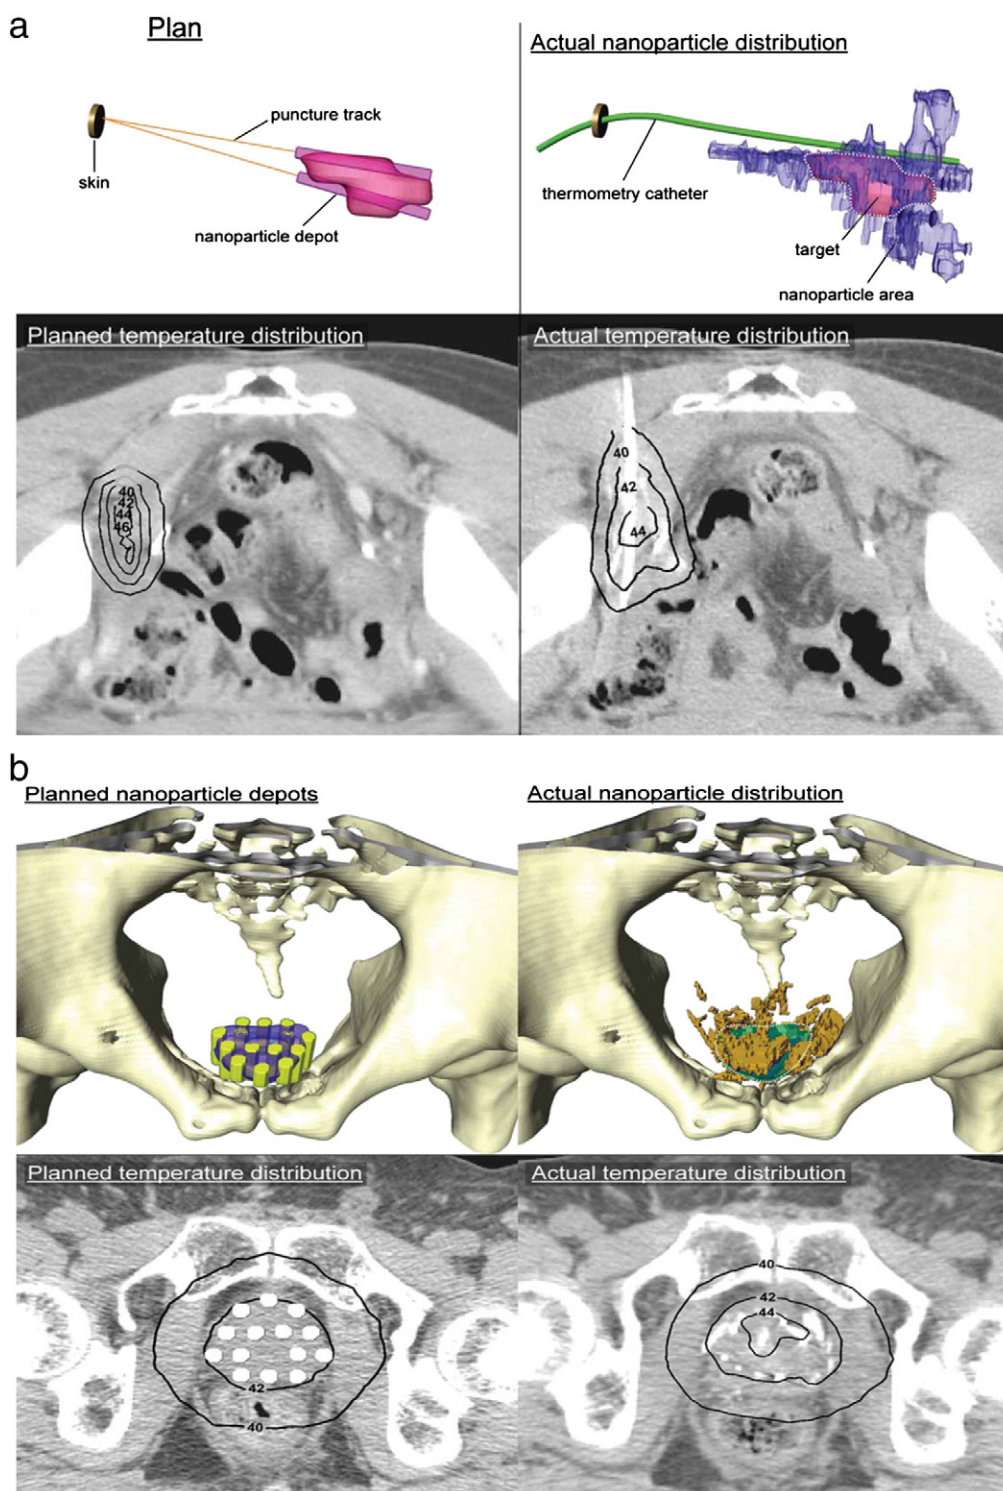 a
Plan
Actual nanoparticle distribution
puncture track
skin
nanoparticle depot
thermometry catheter
target
nanoparticle area
Planned temperature distribution
Actual temperature distribution
40
42
44
46
40
42
44
b
Planned nanoparticle depots
Actual nanoparticle distribution
Planned temperature distribution
Actual temperature distribution
42
40
40
42
44